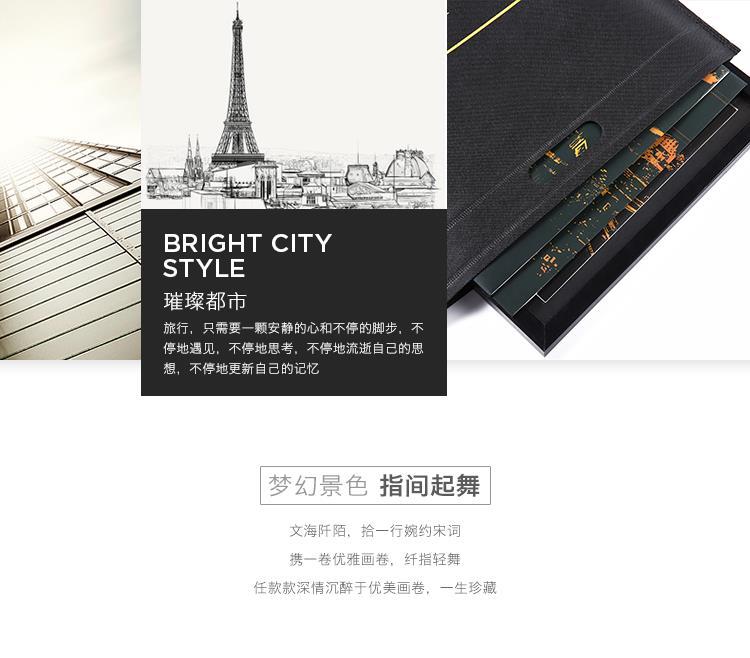 BRIGHT CITY
STYLE
璀璨都市
旅行，只需要一颗安静的心和不停的脚步，不
停地遇见，不停地思考，不停地流逝自己的思
想，不停地更新自己的记忆
梦幻景色 指间起舞
文海阡陌，拾一行婉约宋词
携一卷优雅画卷，纤指轻舞
任款款深情沉醉于优美画卷，一生珍藏